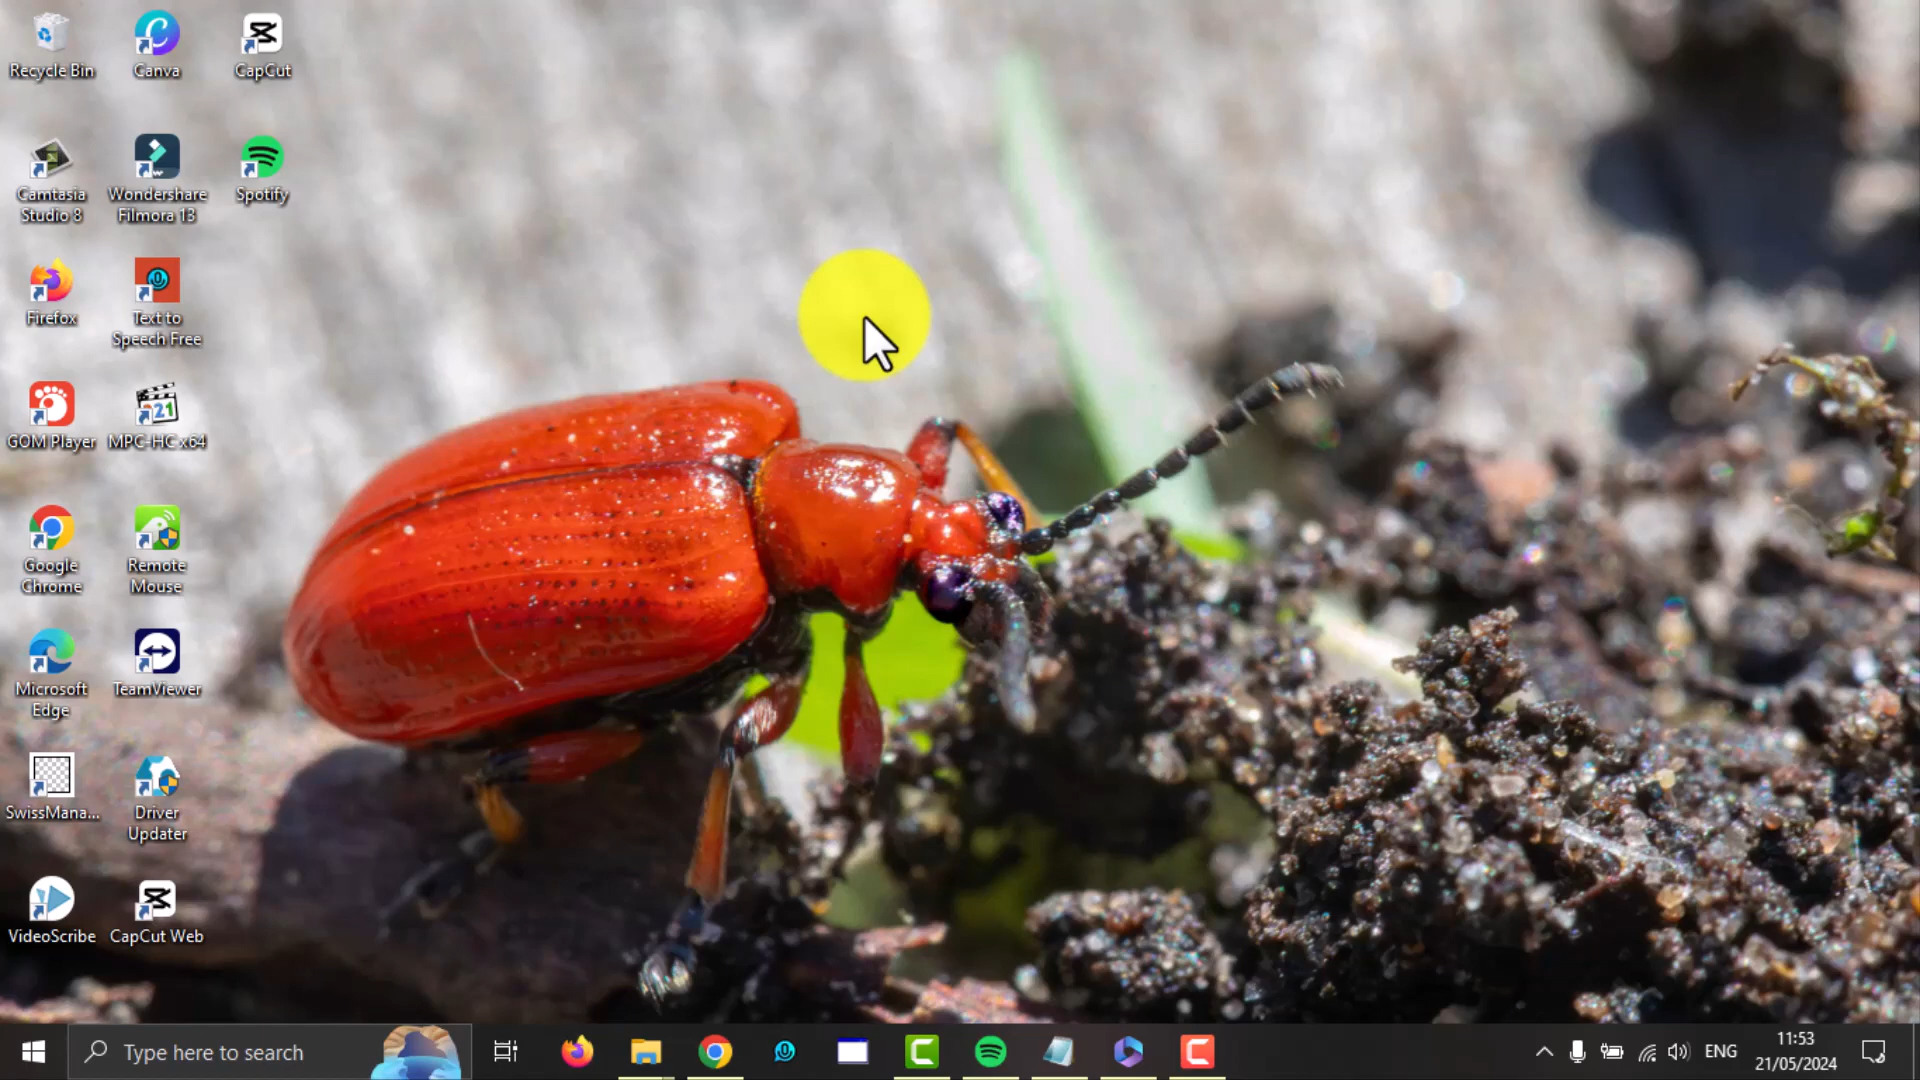 Recycle Bin
Canva
CapCut
Camtasia
Studio 8
Wondershare
Filmora 13
Spotify
Firefox
Text to
Speech Free
GOM Player
321
MPC-HC x64
Google
Chrome
Remote
Mouse
Microsoft
Edge
TeamViewer
SwissMana...
Driver
Updater
VideoScribe
CapCut Web
Type here to search
ENG
11:53
21/05/2024